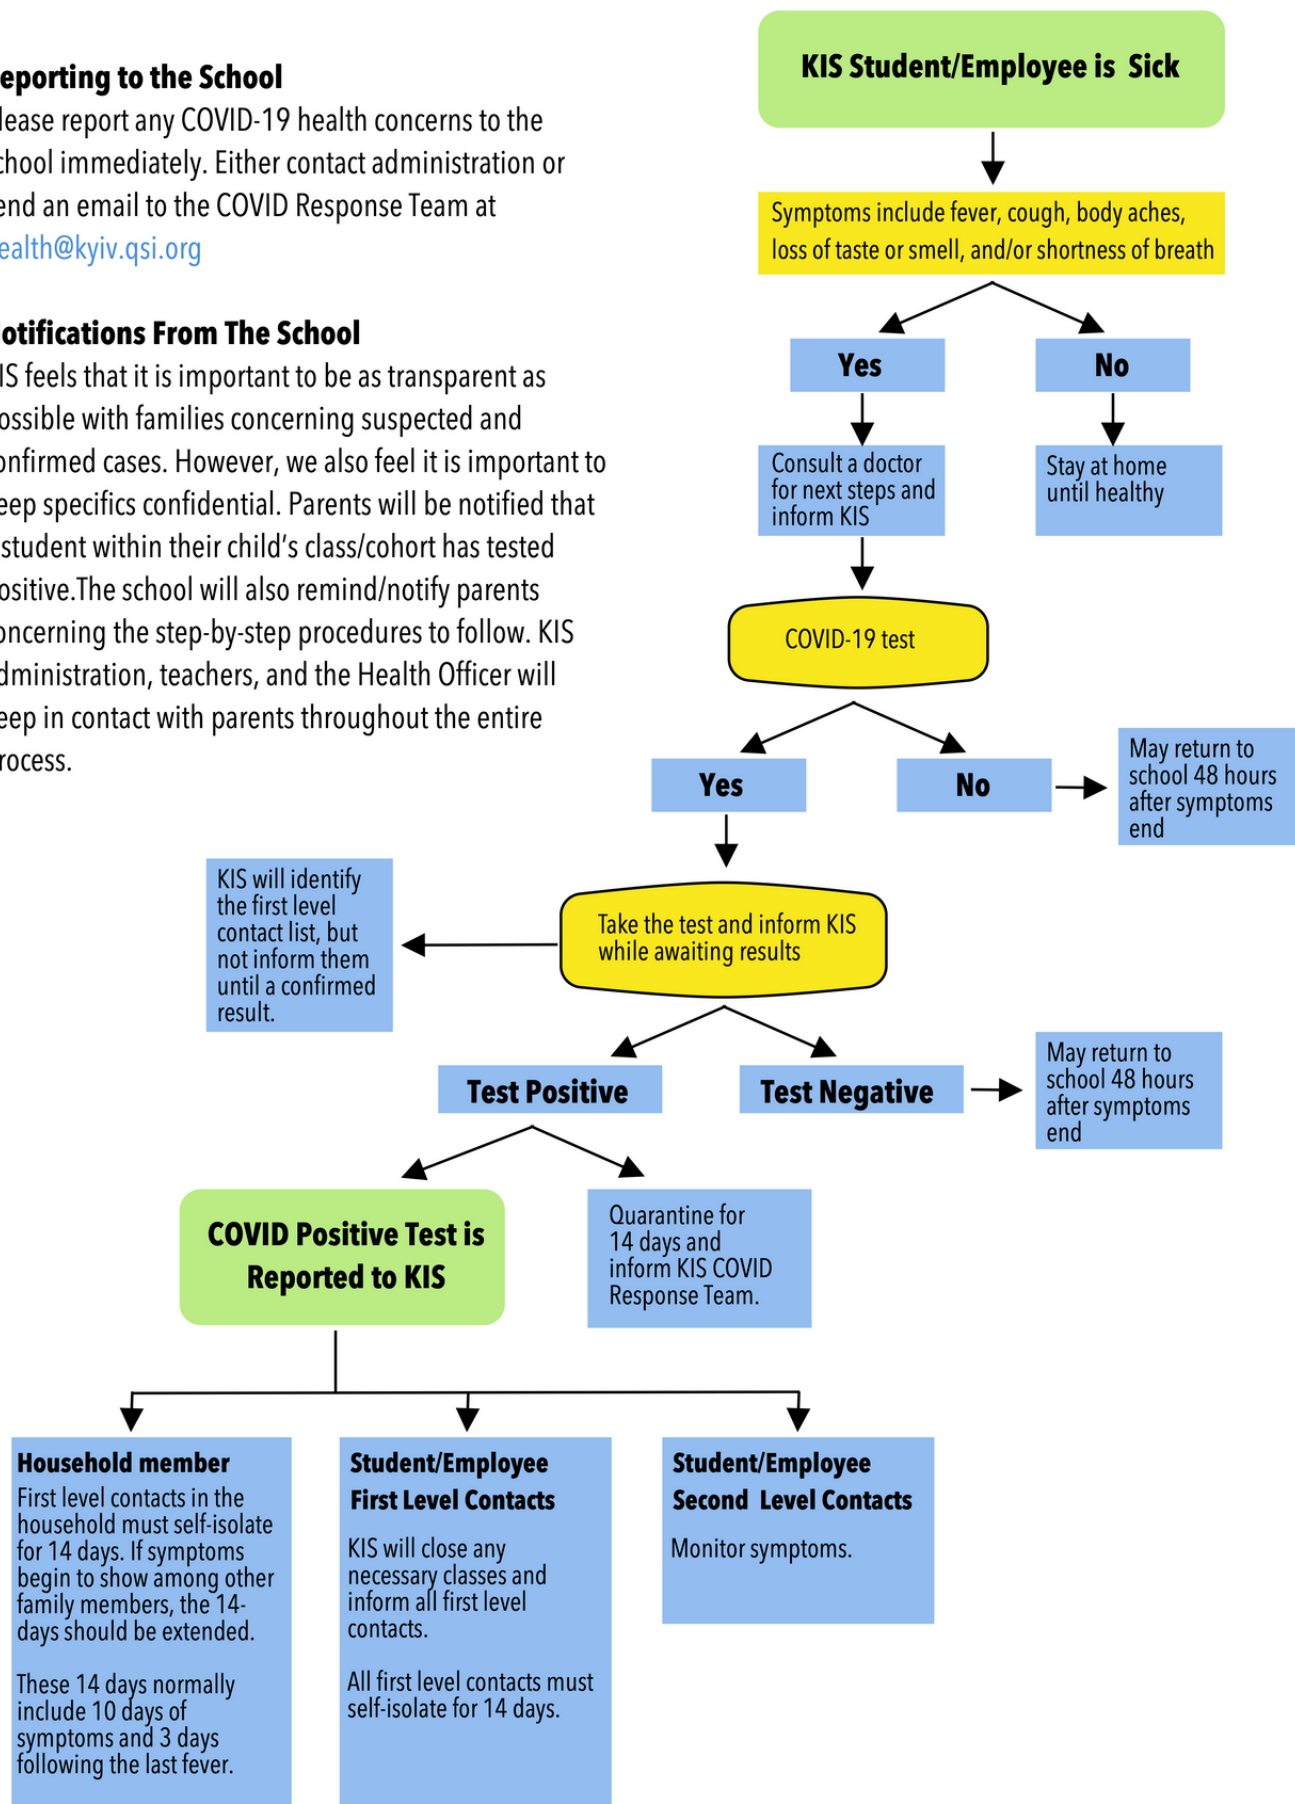 eporting to the School
lease report any COVID-19 health concerns to the
chool immediately. Either contact administration or
end an email to the COVID Response Team at
ealth@kyiv.qsi.org
otifications From The School
IS feels that it is important to be as transparent as
ossible with families concerning suspected and
onfirmed cases. However, we also feel it is important to
eep specifics confidential. Parents will be notified that
student within their child's class/cohort has tested
ositive.The school will also remind/notify parents
oncerning the step-by-step procedures to follow. KIS
dministration, teachers, and the Health Officer will
eep in contact with parents throughout the entire
rocess.
KIS Student/Employee is Sick
Symptoms include fever, cough, body aches,
loss of taste or smell, and/or shortness of breath
Yes
No
Consult a doctor
for next steps and
inform KIS
Stay at home
until healthy
COVID-19 test
Yes
No
May return to
school 48 hours
after symptoms
end
KIS will identify
the first level
contact list, but
not inform them
until a confirmed
result.
Take the test and inform KIS
while awaiting results
Test Positive
Test Negative
May return to
school 48 hours
after symptoms
end
COVID Positive Test is
Reported to KIS
Quarantine for
14 days and
inform KIS COVID
Response Team.
Household member
First level contacts in the
household must self-isolate
for 14 days. If symptoms
begin to show among other
family members, the 14-
days should be extended.
These 14 days normally
include 10 days of
symptoms and 3 days
following the last fever.
Student/Employee
First Level Contacts
KIS will close any
necessary classes and
inform all first level
contacts.
All first level contacts must
self-isolate for 14 days.
Student/Employee
Second Level Contacts
Monitor symptoms.